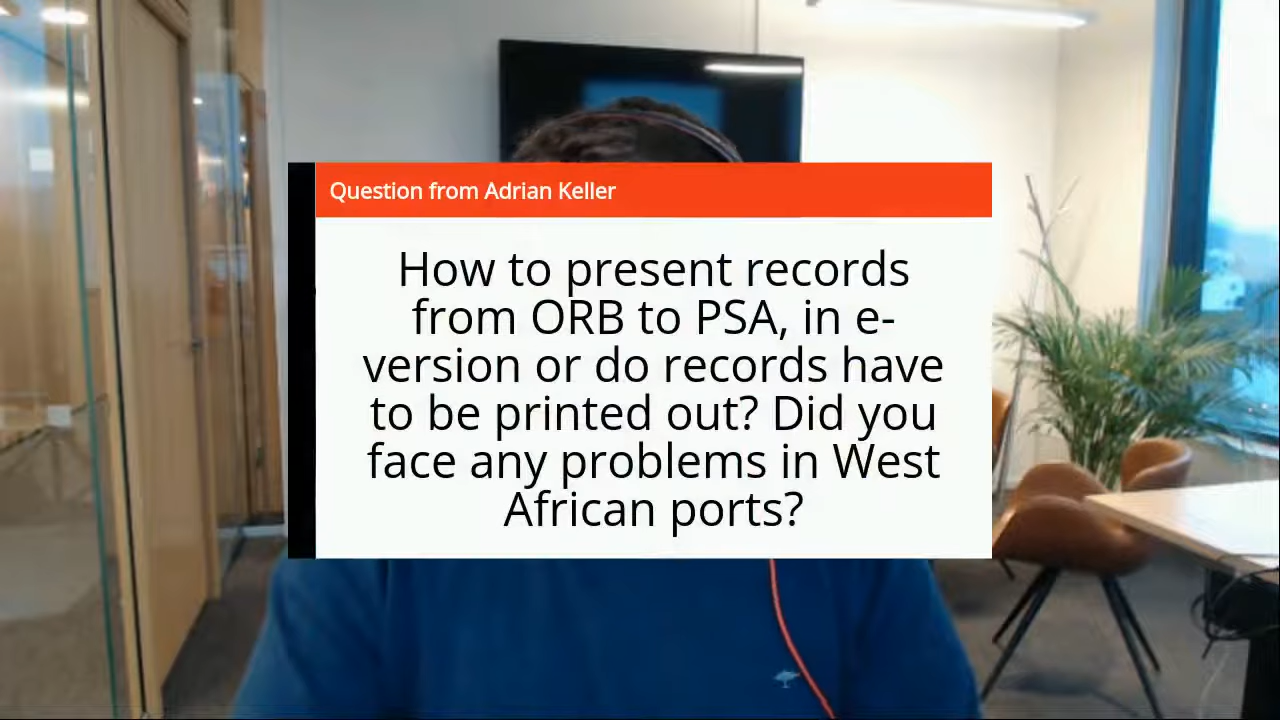 Question from Adrian Keller
How to present records
from ORB to PSA, in e-
version or do records have
to be printed out? Did you
face any problems in West
African ports?